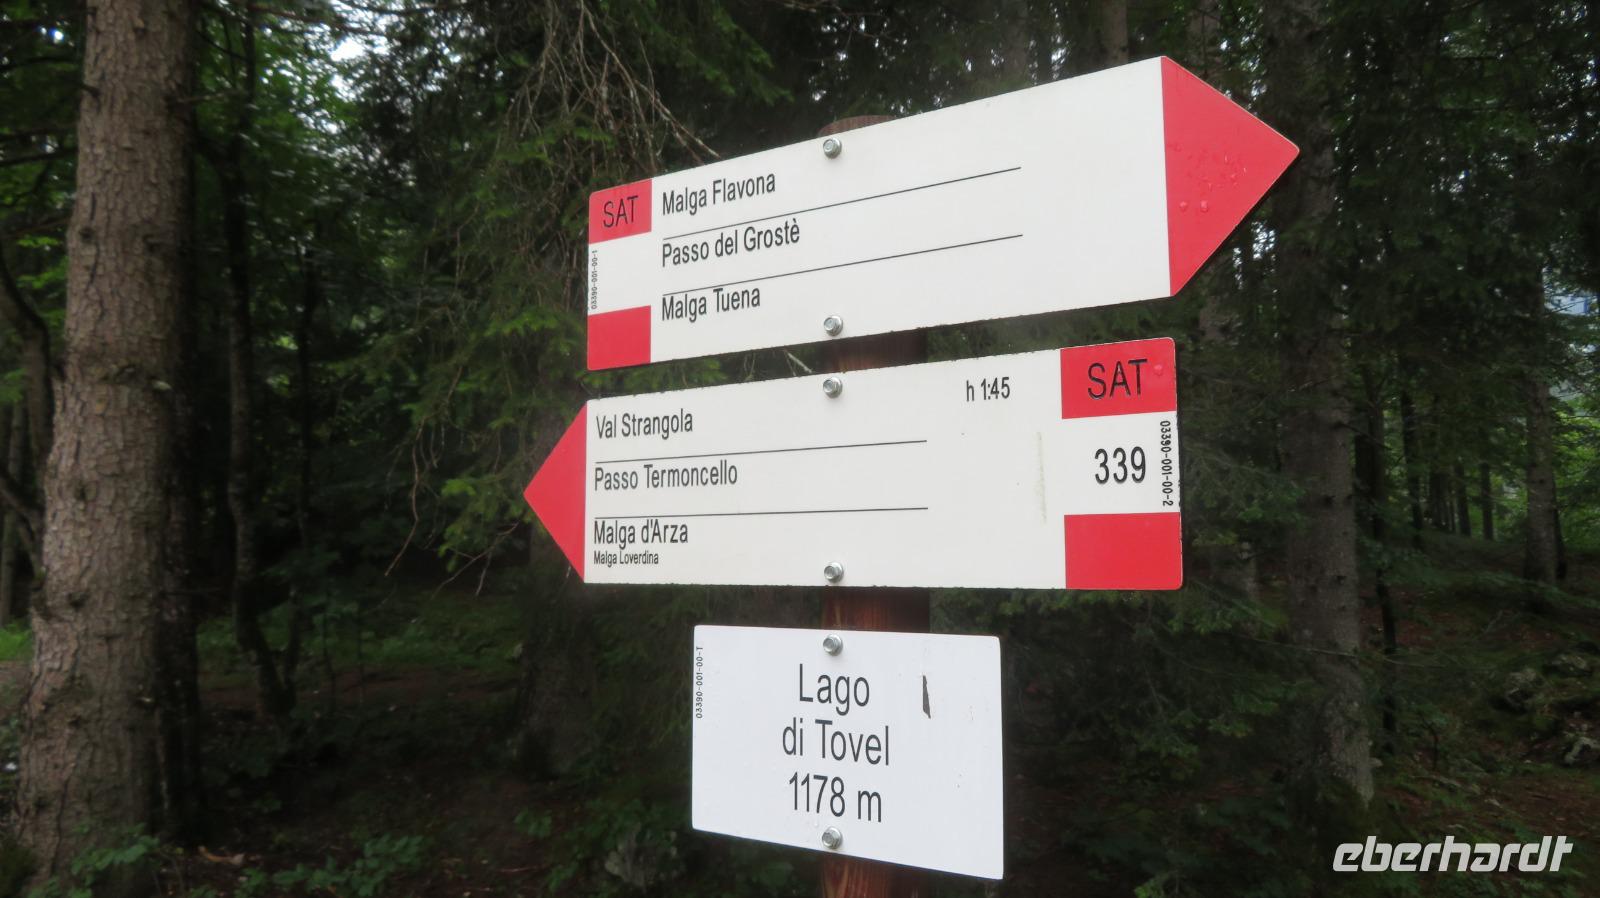 SAT
Malga Flavona
Passo del Grostè
Malga Tuena
03390-001-00-1
Val Strangola h 1:45
Passo Termoncello
Malga d'Arza
Malga Loverdina
SAT
339
03390-001-00-2
03390-001-00-T
Lago
di Tovel
1178 m
eberhardt